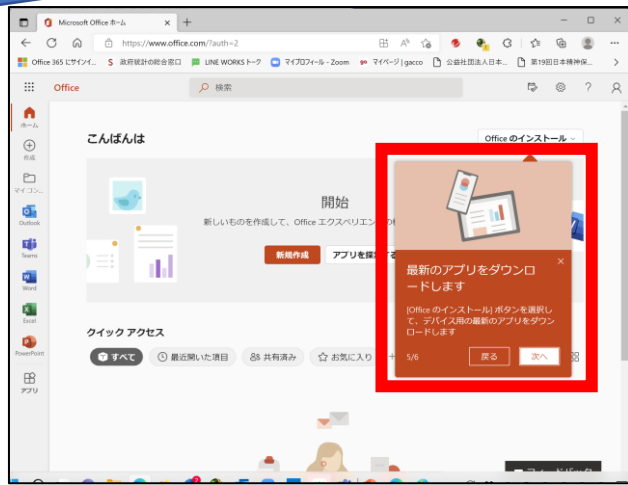 Microsoft Office ホーム
https://www.office.com/?auth=2
Office 365 にサインイ...
政府統計の総合窓口
LINE WORKS トーク
マイプロフィール - Zoom
マイページ | gacco
公益社団法人日本...
第19回日本精神保...
Office
検索
ホーム
作成
マイ コン...
Outlook
Teams
Word
Excel
PowerPoint
アプリ
こんばんは
Office のインストール
開始
新しいものを作成して、Office エクスペリエン
新規作成
アプリを探
最新のアプリをダウンロ
ードします
[Office のインストール] ボタンを選択し
て、デバイス用の最新のアプリをダウン
ロードします
5/6
戻る
次へ
クイック アクセス
すべて
最近開いた項目
共有済み
お気に入り